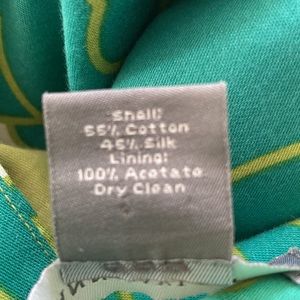 Shell:
55% Cotton
45% Silk
Lining:
100% Acetate
Dry Clean